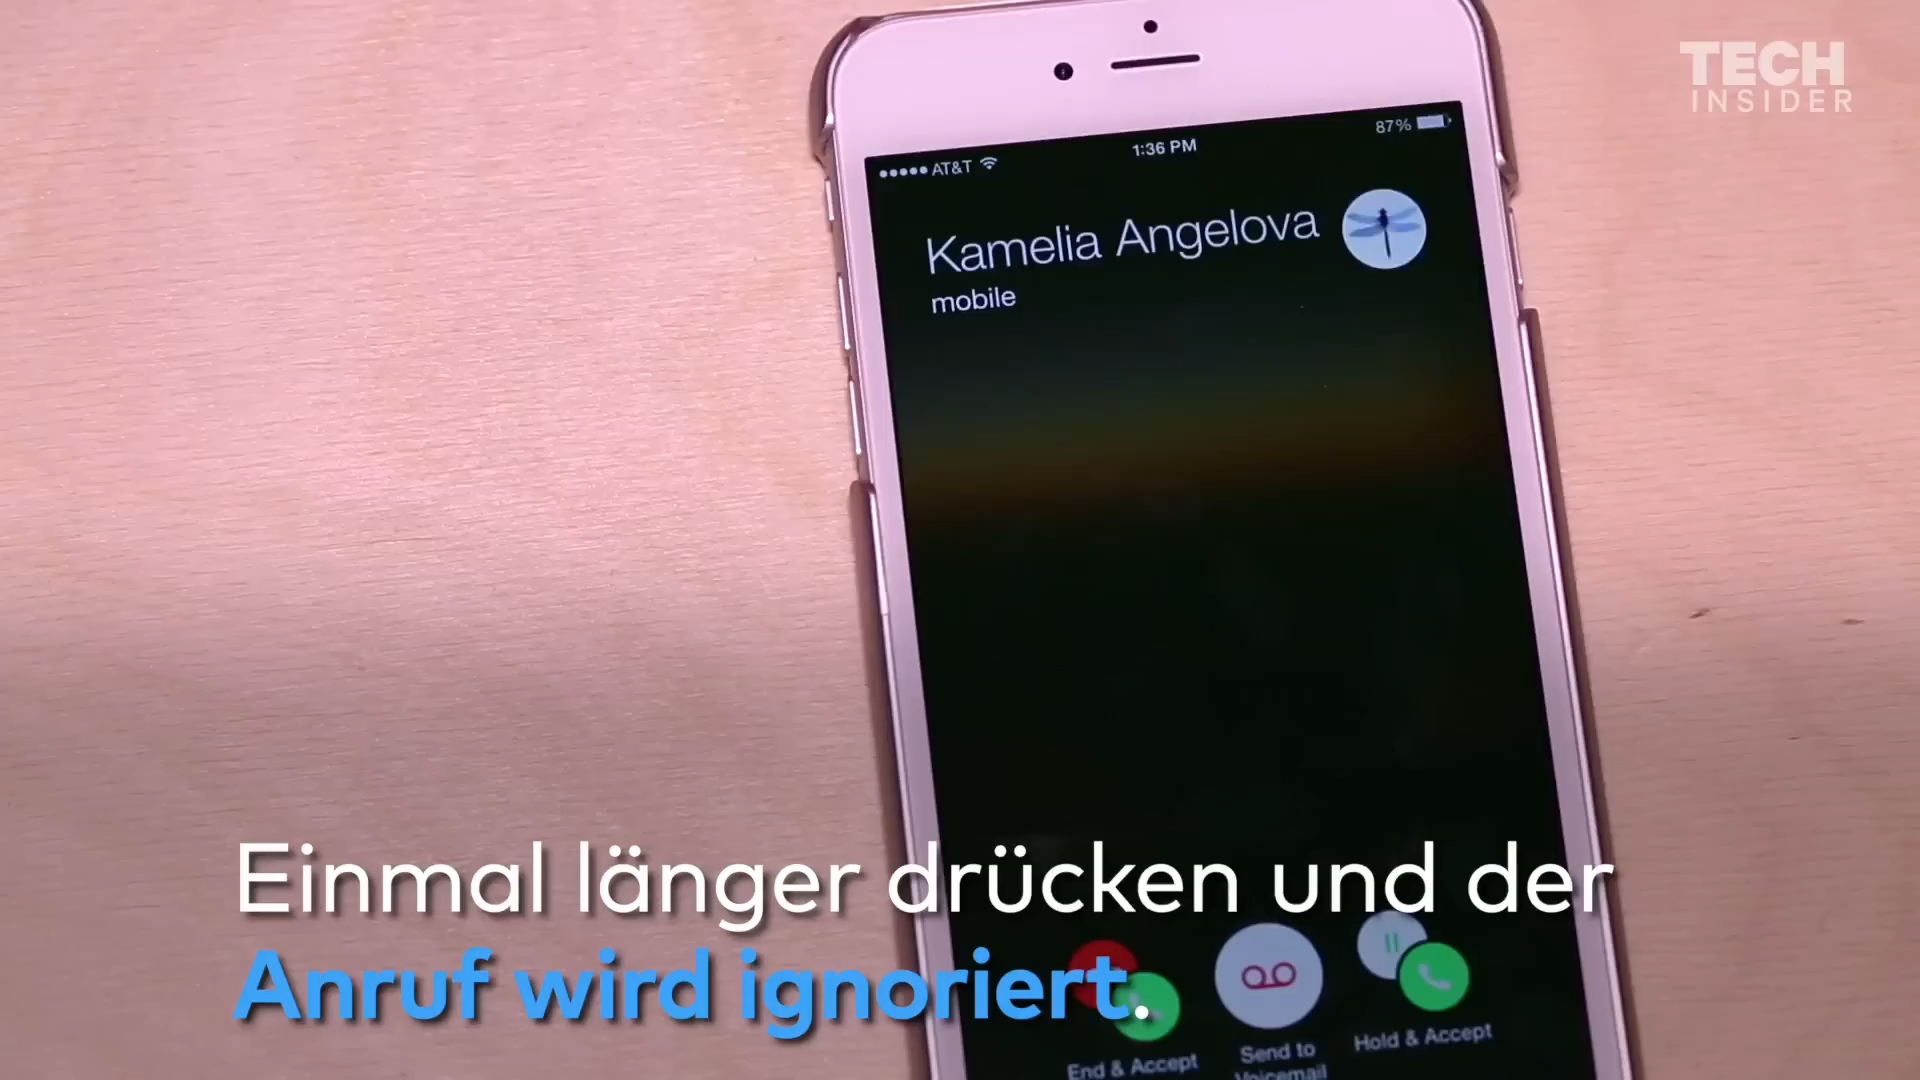 TECH
INSIDER
AT&T 1:36 PM 87%
Kamelia Angelova
mobile
Einmal länger drücken und der
Anruf wird ignoriert.
End & Accept
Send to
Voicemail
Hold & Accept